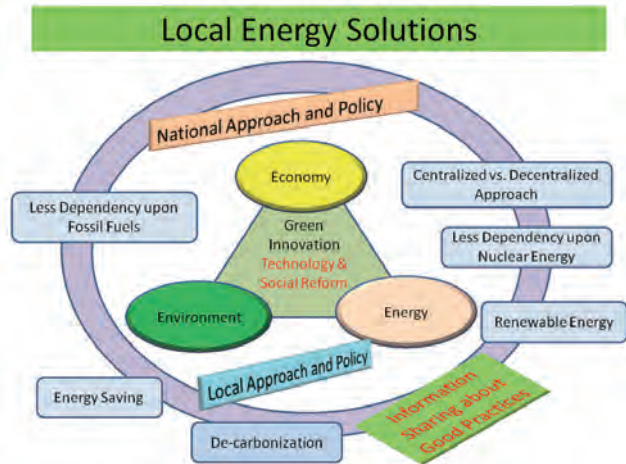 Local Energy Solutions
National Approach and Policy
Economy
Centralized vs. Decentralized
Approach
Less Dependency upon
Fossil Fuels
Green
Innovation
Technology &
Social Reform
Less Dependency upon
Nuclear Energy
Environment
Energy
Renewable Energy
Local Approach and Policy
Energy Saving
Information
Sharing about
Good Practices
De-carbonization